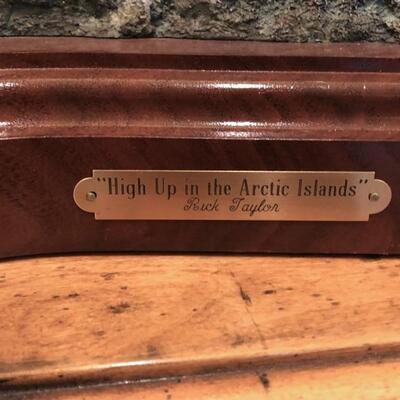 "High Up in the Arctic Islands"
Rick Taylor